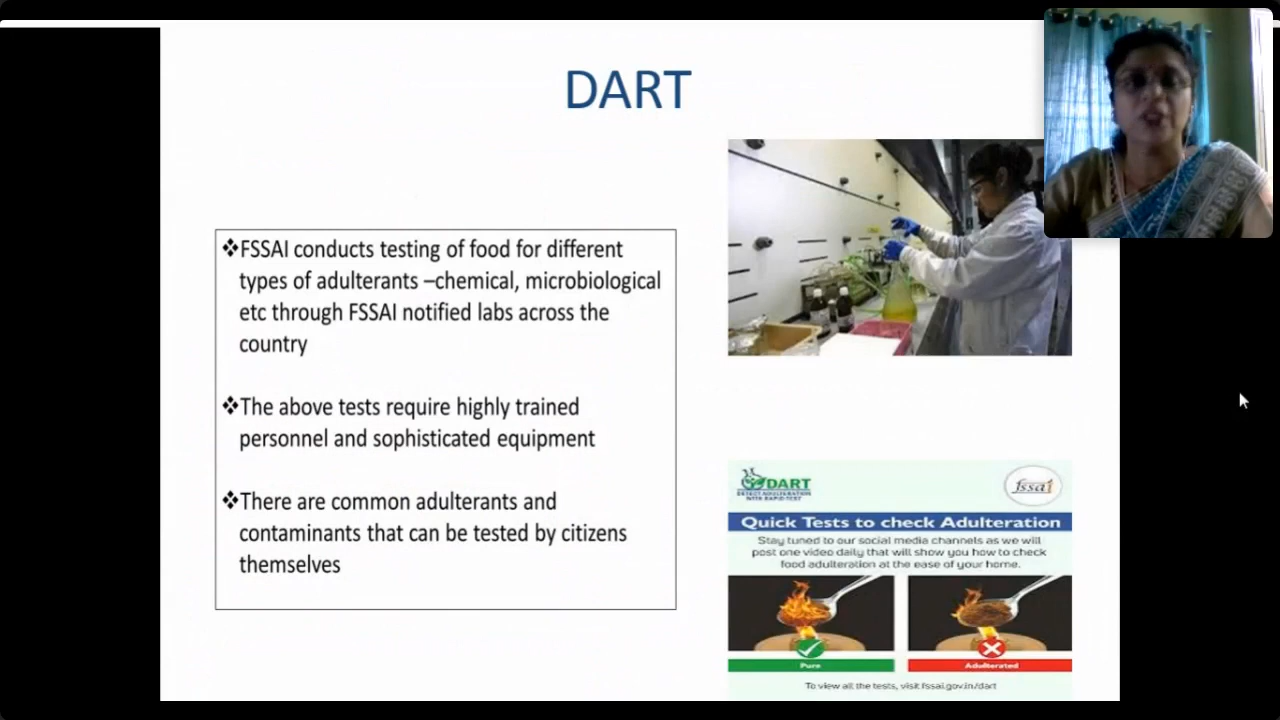 DART
❖FSSAI conducts testing of food for different
types of adulterants –chemical, microbiological
etc through FSSAI notified labs across the
country
❖The above tests require highly trained
personnel and sophisticated equipment
❖There are common adulterants and
contaminants that can be tested by citizens
themselves
DART
DETECT ADULTERATION
WITH RAPID TEST
fssai
Quick Tests to check Adulteration
Stay tuned to our social media channels as we will
post one video daily that will show you how to check
food adulteration at the ease of your home.
Pure
Adulterated
To view all the tests, visit fssai.gov.in/dart